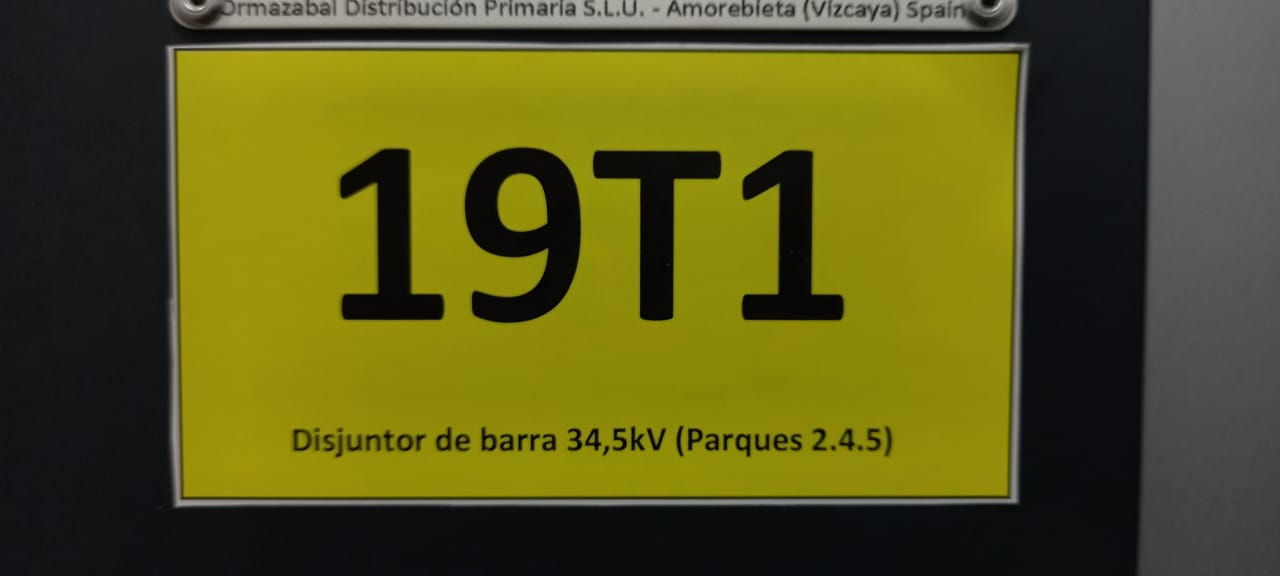 Ormazabal Distribución Primaria S.L.U. - Amorebieta (Vizcaya) Spain
19T1
Disjuntor de barra 34,5kV (Parques 2.4.5)